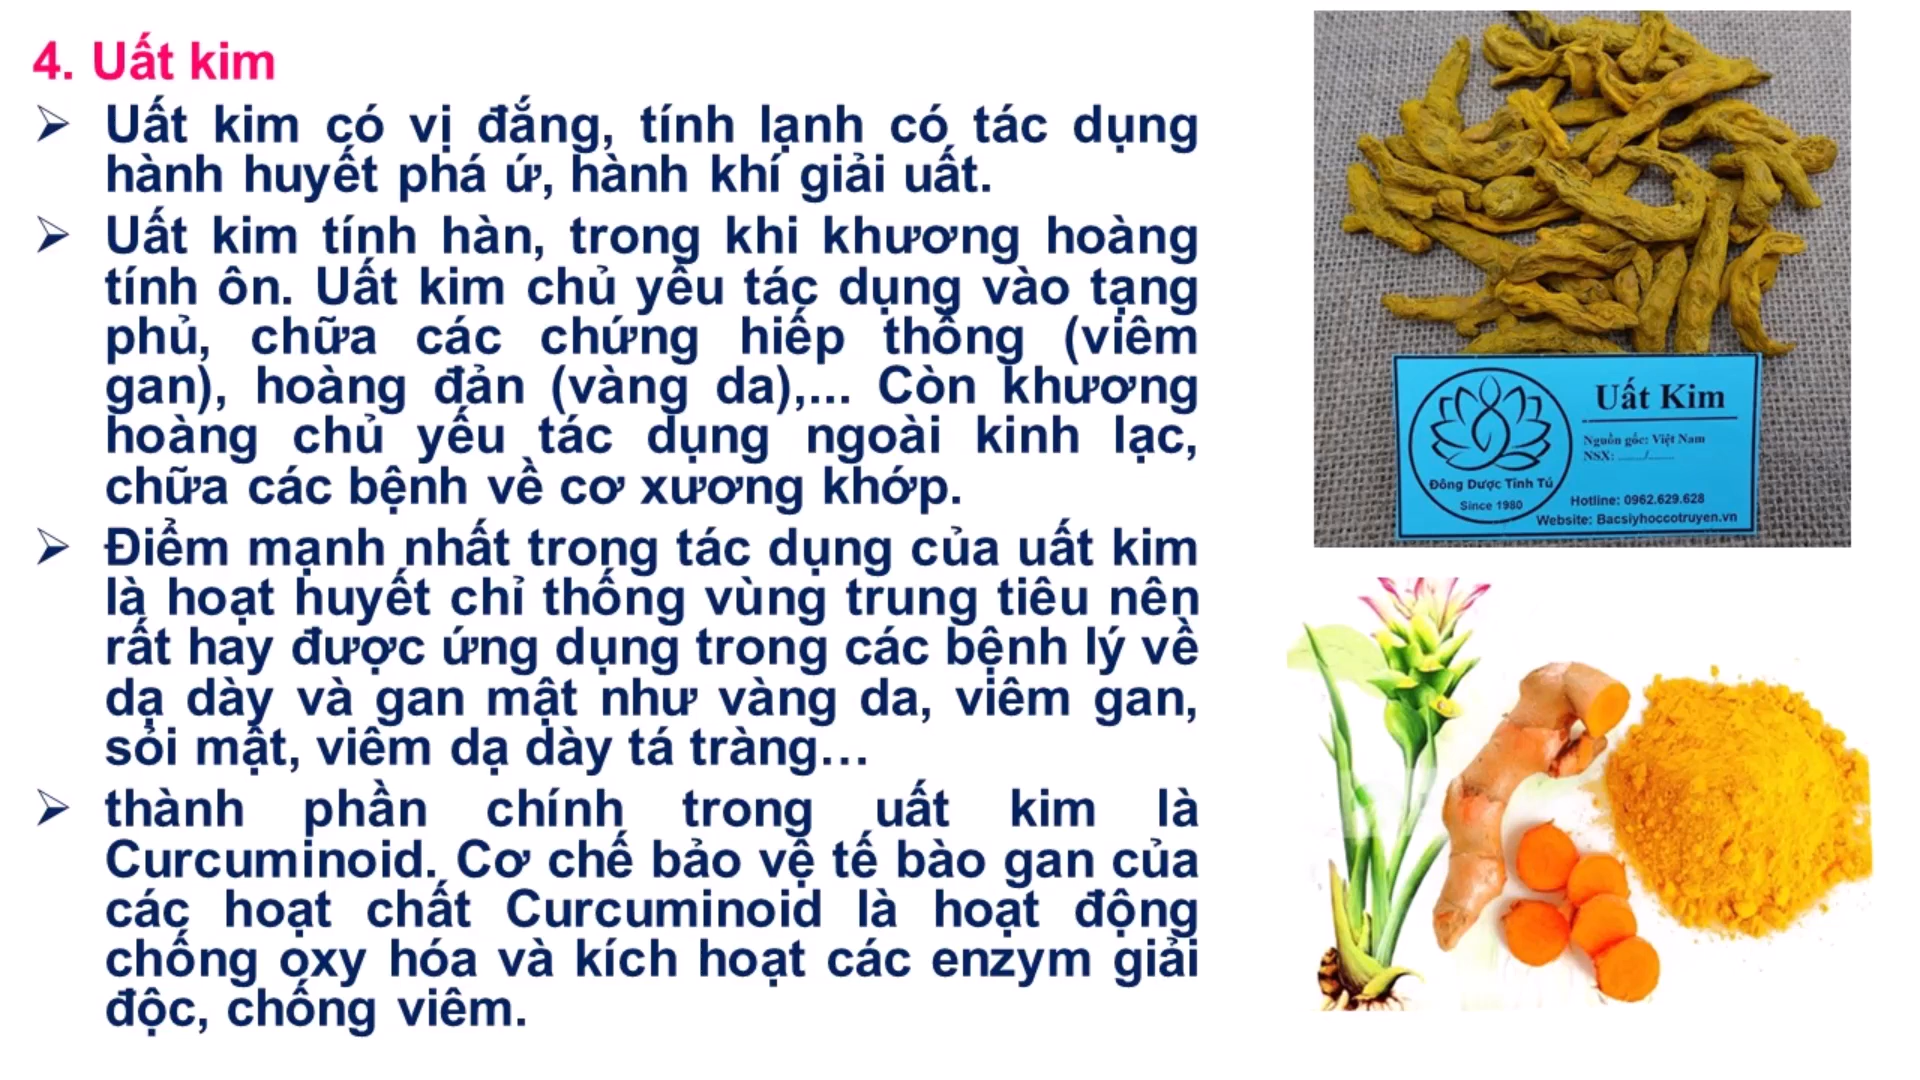 4. Uất kim
➢ Uất kim có vị đắng, tính lạnh có tác dụng
hành huyết phá ứ, hành khí giải uất.
➢ Uất kim tính hàn, trong khi khương hoàng
tính ôn. Uất kim chủ yếu tác dụng vào tạng
phủ, chữa các chứng hiếp thống (viêm
gan), hoàng đản (vàng da),... Còn khương
hoàng chủ yếu tác dụng ngoài kinh lạc,
chữa các bệnh về cơ xương khớp.
➢ Điểm mạnh nhất trong tác dụng của uất kim
là hoạt huyết chỉ thống vùng trung tiêu nên
rất hay được ứng dụng trong các bệnh lý về
dạ dày và gan mật như vàng da, viêm gan,
sỏi mật, viêm dạ dày tá tràng…
➢ thành phần chính trong uất kim là
Curcuminoid. Cơ chế bảo vệ tế bào gan của
các hoạt chất Curcuminoid là hoạt động
chống oxy hóa và kích hoạt các enzym giải
độc, chống viêm.
Uất Kim
Nguồn gốc: Việt Nam
NSX: ....../......
Đông Dược Tĩnh Tú
Since 1980
Hotline: 0962.629.628
Website: Bacsiyhoccotruyen.vn